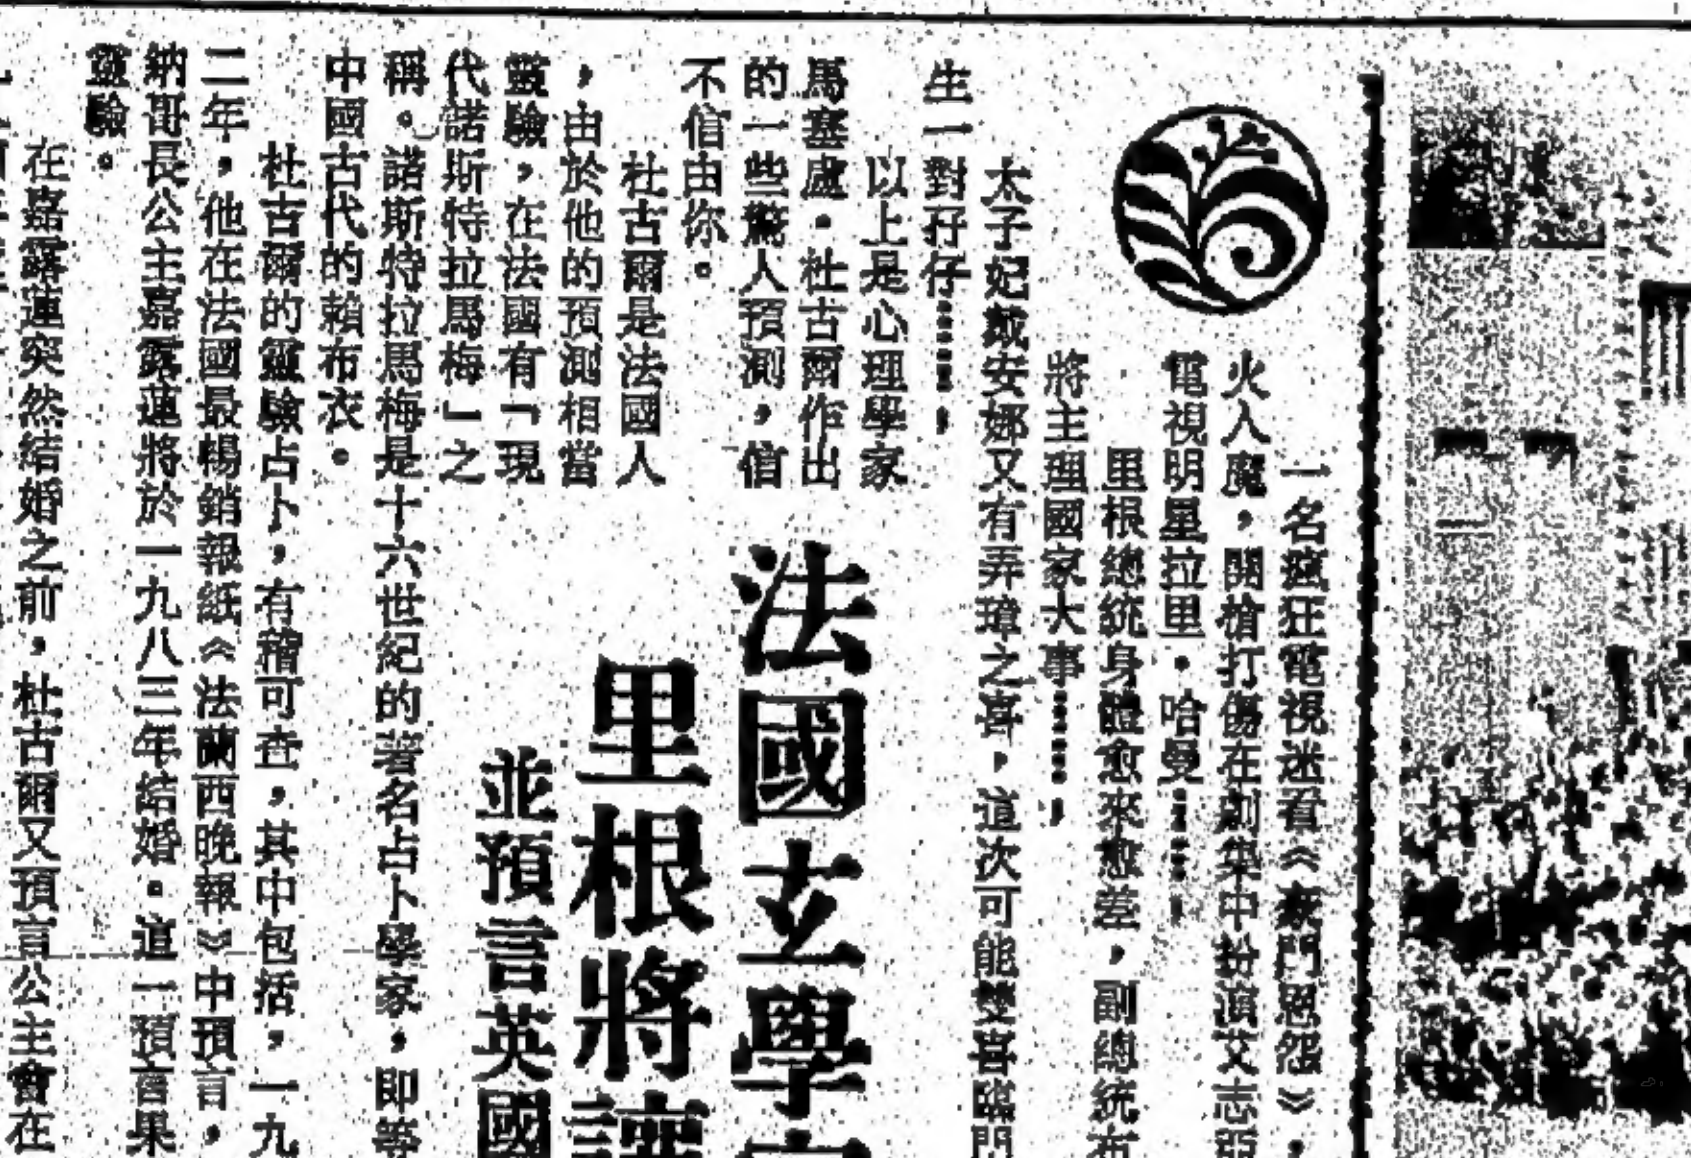 一名瘋狂電視迷看《豪門恩怨》，
火入魔，開槍打傷在劇集中扮演艾志亞
電視明星拉里·哈曼……！
里根總統身體愈來愈差，副總統布
將主理國家大事……，
太子妃戴安娜又有弄璋之喜，這次可能雙喜臨門
生一對孖仔……，
以上是心理學家
馬塞處·杜古爾作出
的一些驚人預測，信
不信由你。
法國玄學
里根將讓
並預言英國
杜古爾是法國人
，由於他的預測相當
靈驗，在法國有「現
代諾斯特拉馬梅」之
稱。諾斯特拉馬梅是十六世紀的著名占卜學家，即等
中國古代的賴布衣。
杜古爾的靈驗占卜，有稽可查，其中包括，一九
二年，他在法國最暢銷報紙《法蘭西晚報》中預言，
納哥長公主嘉露蓮將於一九八三年結婚。這一預言果
靈驗。
在嘉露蓮突然結婚之前，杜古爾又預言公主會在